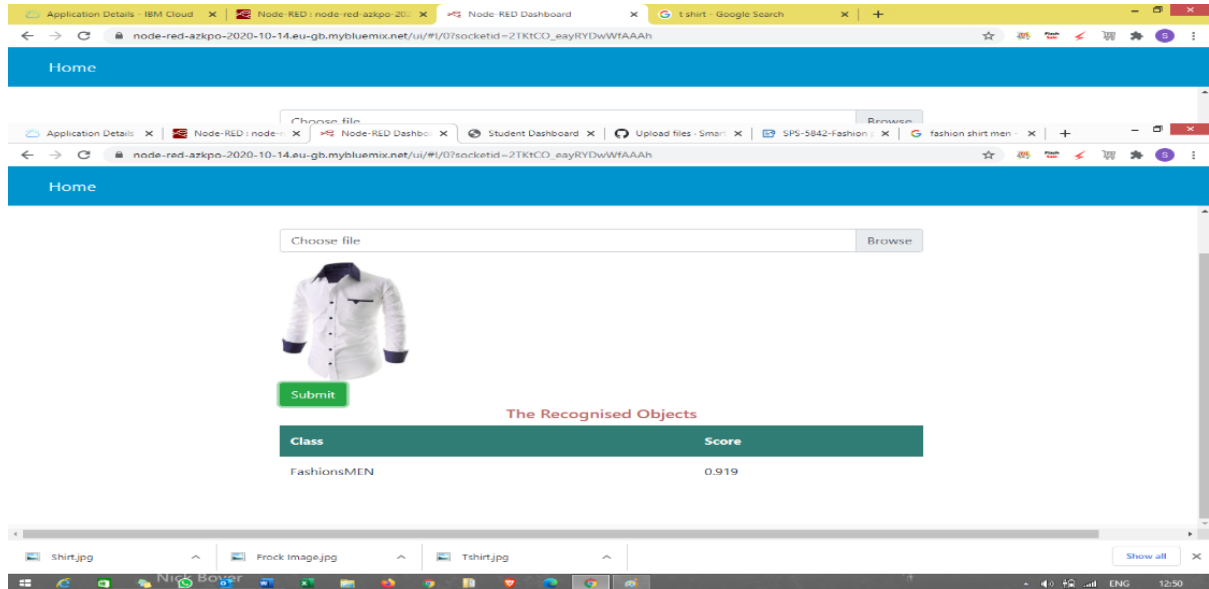 Application Details - IBM Cloud Node-RED : node-red-azkpo-202 Node-RED Dashboard t shirt - Google Search
node-red-azkpo-2020-10-14.eu-gb.mybluemix.net/ui/#!/0?socketid=2TKtCO_eayRYDwWfAAAh
Home
Choose file Browse
Application Details Node-RED : node-r Node-RED Dashbo Student Dashboard Upload files · Smar SPS-5842-Fashion fashion shirt men -
node-red-azkpo-2020-10-14.eu-gb.mybluemix.net/ui/#!/0?socketid=2TKtCO_eayRYDwWfAAAh
Home
Choose file Browse
Submit
The Recognised Objects
Class Score
FashionsMEN 0.919
Shirt.jpg Frock Image.jpg Tshirt.jpg Show all
Nick Bover ENG 12:50